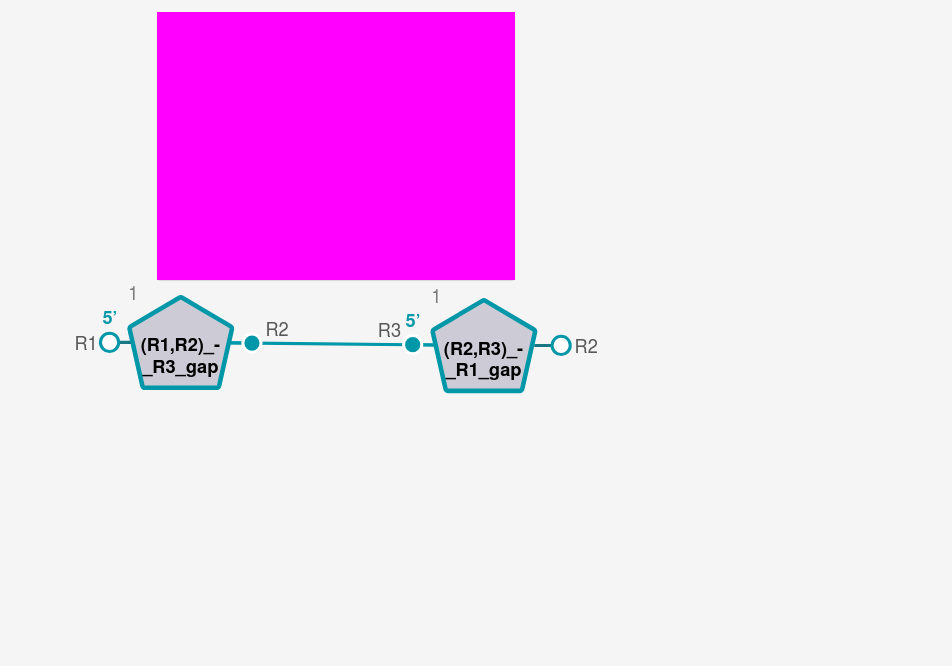 1
5’
R1
(R1,R2)_-
_R3_gap
R2
1
5’
R3
(R2,R3)_-
_R1_gap
R2